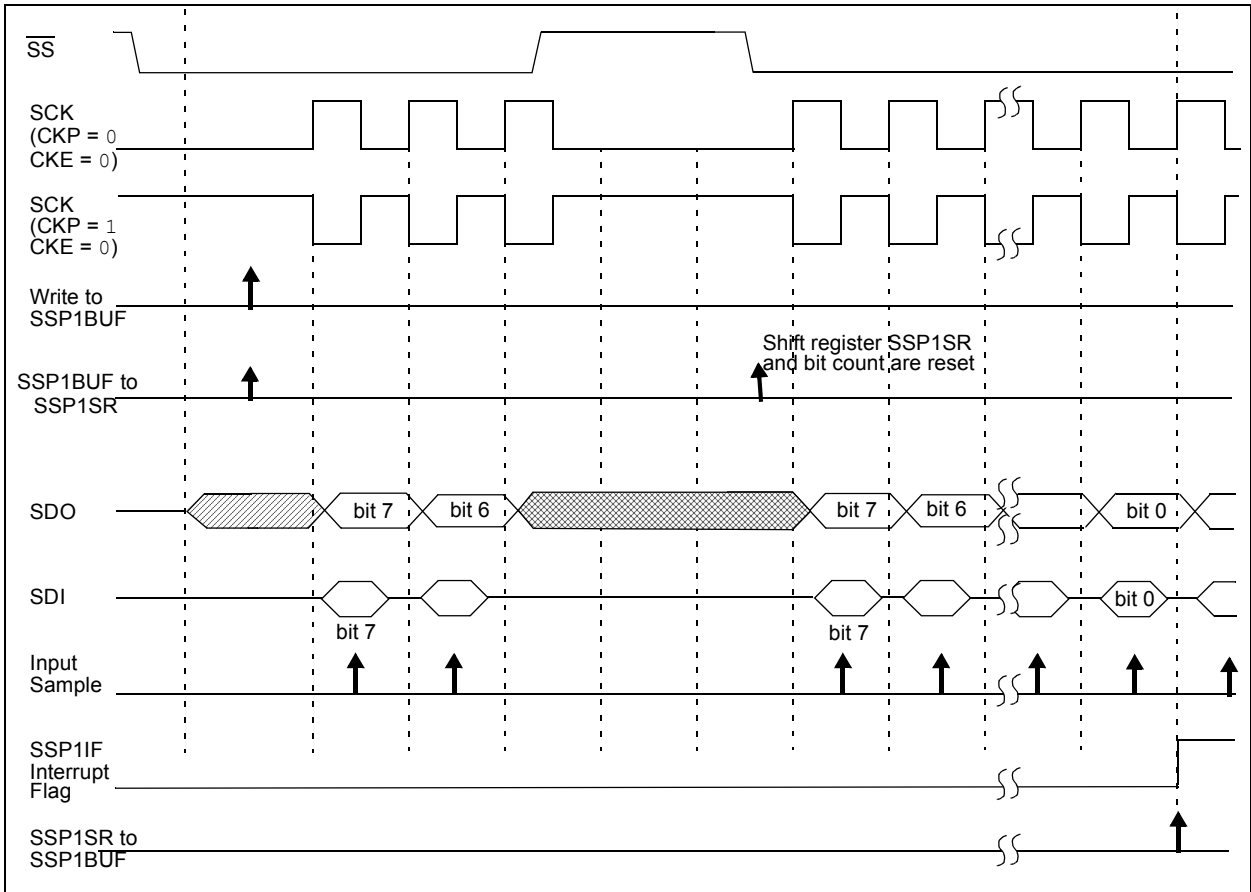 SS
SCK
(CKP = 0
CKE = 0)
SCK
(CKP = 1
CKE = 0)
Write to
SSP1BUF
Shift register SSP1SR
and bit count are reset
SSP1BUF to
SSP1SR
SDO
bit 7
bit 6
bit 7
bit 6
bit 0
SDI
bit 0
bit 7
bit 7
Input
Sample
SSP1IF
Interrupt
Flag
SSP1SR to
SSP1BUF